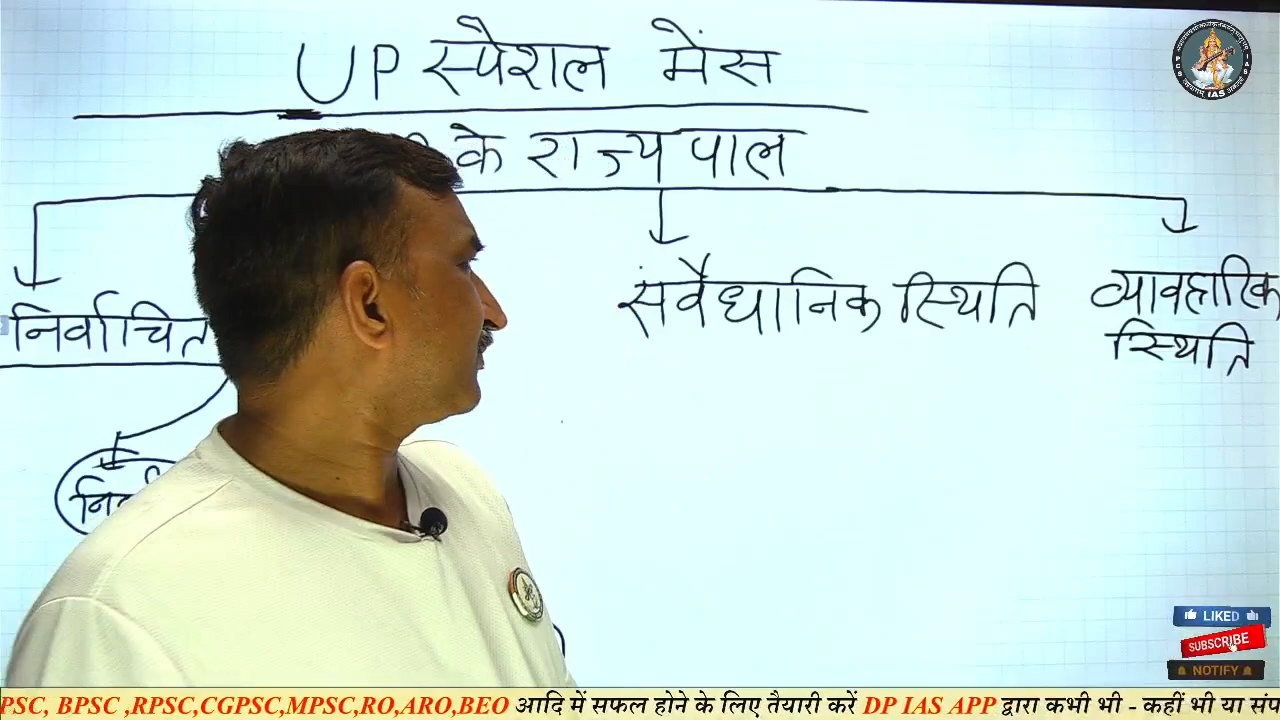 UP स्पैशल मेंस
के राज्यपाल
निर्वाचित
संवैधानिक स्थिति
व्यावहारिक
स्थिति
IAS
LIKED
SUBSCRIBE
NOTIFY
PSC, BPSC ,RPSC,CGPSC,MPSC,RO,ARO,BEO आदि में सफल होने के लिए तैयारी करें DP IAS APP द्वारा कभी भी - कहीं भी या